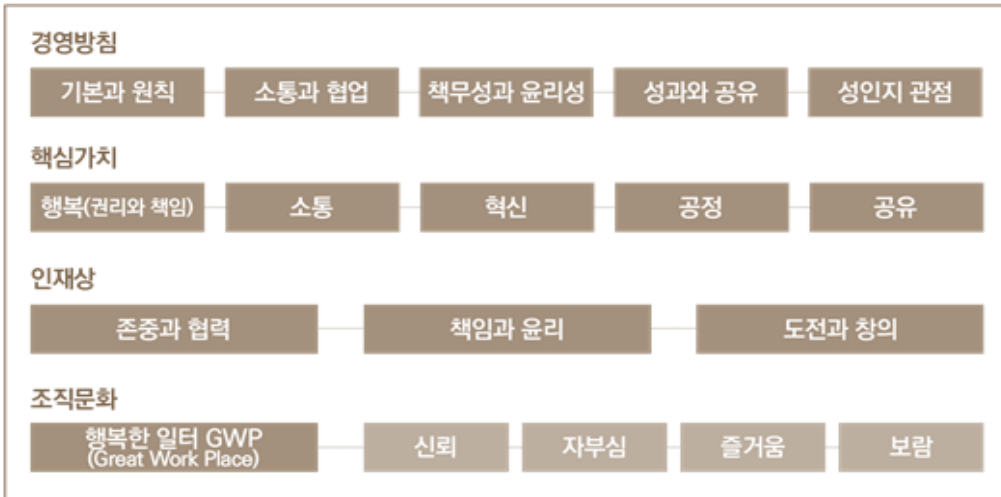 경영방침
기본과 원칙 소통과 협업 책무성과 윤리성 성과와 공유 성인지 관점
핵심가치
행복(권리와 책임) 소통 혁신 공정 공유
인재상
존중과 협력 책임과 윤리 도전과 창의
조직문화
행복한 일터 GWP
(Great Work Place)
신뢰 자부심 즐거움 보람